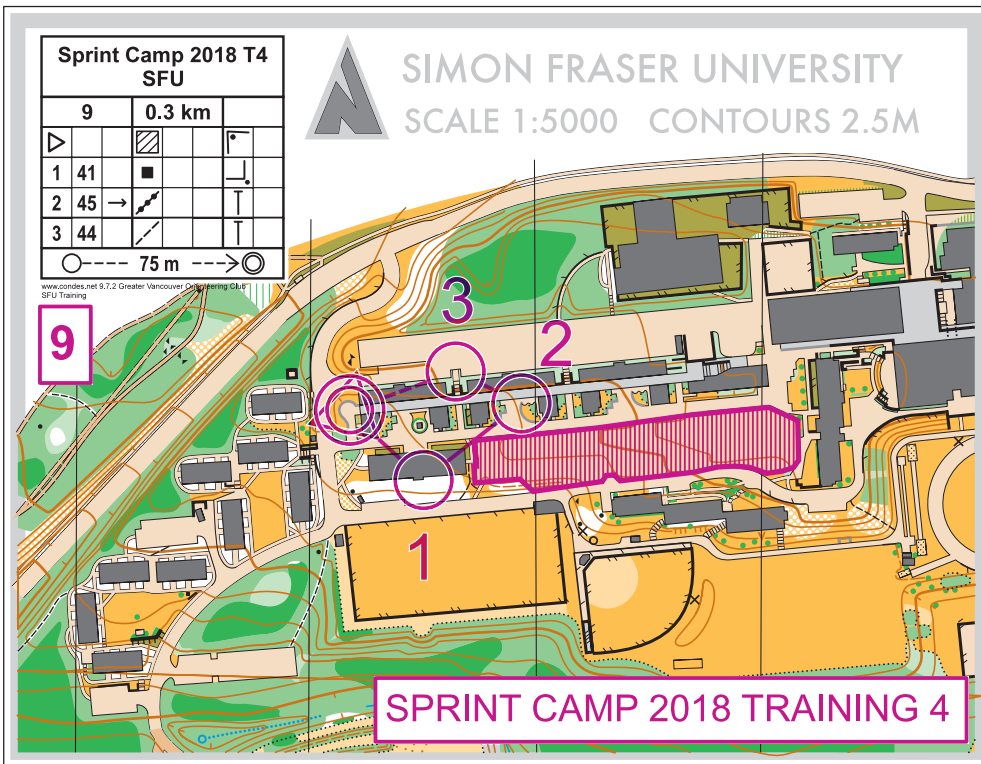 Sprint Camp 2018 T4
SFU
9 0.3 km
1 41
2 45
3 44
75 m
www.condes.net 9.7.2 Greater Vancouver Orienteering Club
SFU Training
SIMON FRASER UNIVERSITY
SCALE 1:5000 CONTOURS 2.5M
9
3
2
1
SPRINT CAMP 2018 TRAINING 4